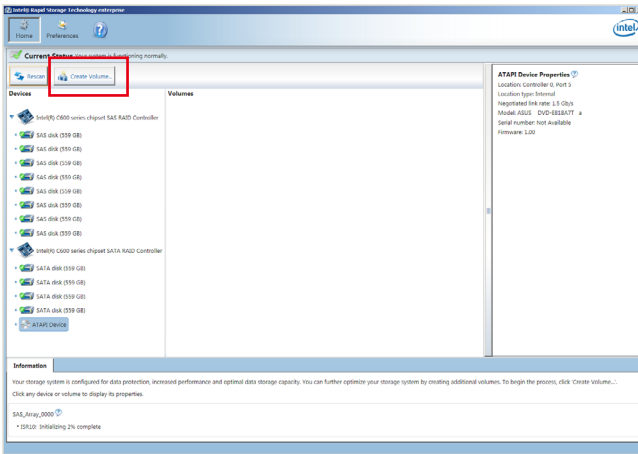 Intel® Rapid Storage Technology enterprise
Home
Preferences
intel
Current Status Your system is functioning normally.
Rescan
Create Volume...
Devices
Volumes
Intel(R) C600 series chipset SAS RAID Controller
SAS disk (559 GB)
SAS disk (559 GB)
SAS disk (559 GB)
SAS disk (559 GB)
SAS disk (559 GB)
SAS disk (559 GB)
SAS disk (559 GB)
SAS disk (559 GB)
Intel(R) C600 series chipset SATA RAID Controller
SATA disk (559 GB)
SATA disk (559 GB)
SATA disk (559 GB)
SATA disk (559 GB)
ATAPI Device
ATAPI Device Properties
Location: Controller 0, Port 5
Location type: Internal
Negotiated link rate: 1.5 Gb/s
Model: ASUS DVD-E818A7T a
Serial number: Not Available
Firmware: 1.00
Information
Your storage system is configured for data protection, increased performance and optimal data storage capacity. You can further optimize your storage system by creating additional volumes. To begin the process, click 'Create Volume...'.
Click any device or volume to display its properties.
SAS_Array_0000
• ISR10: Initializing 2% complete